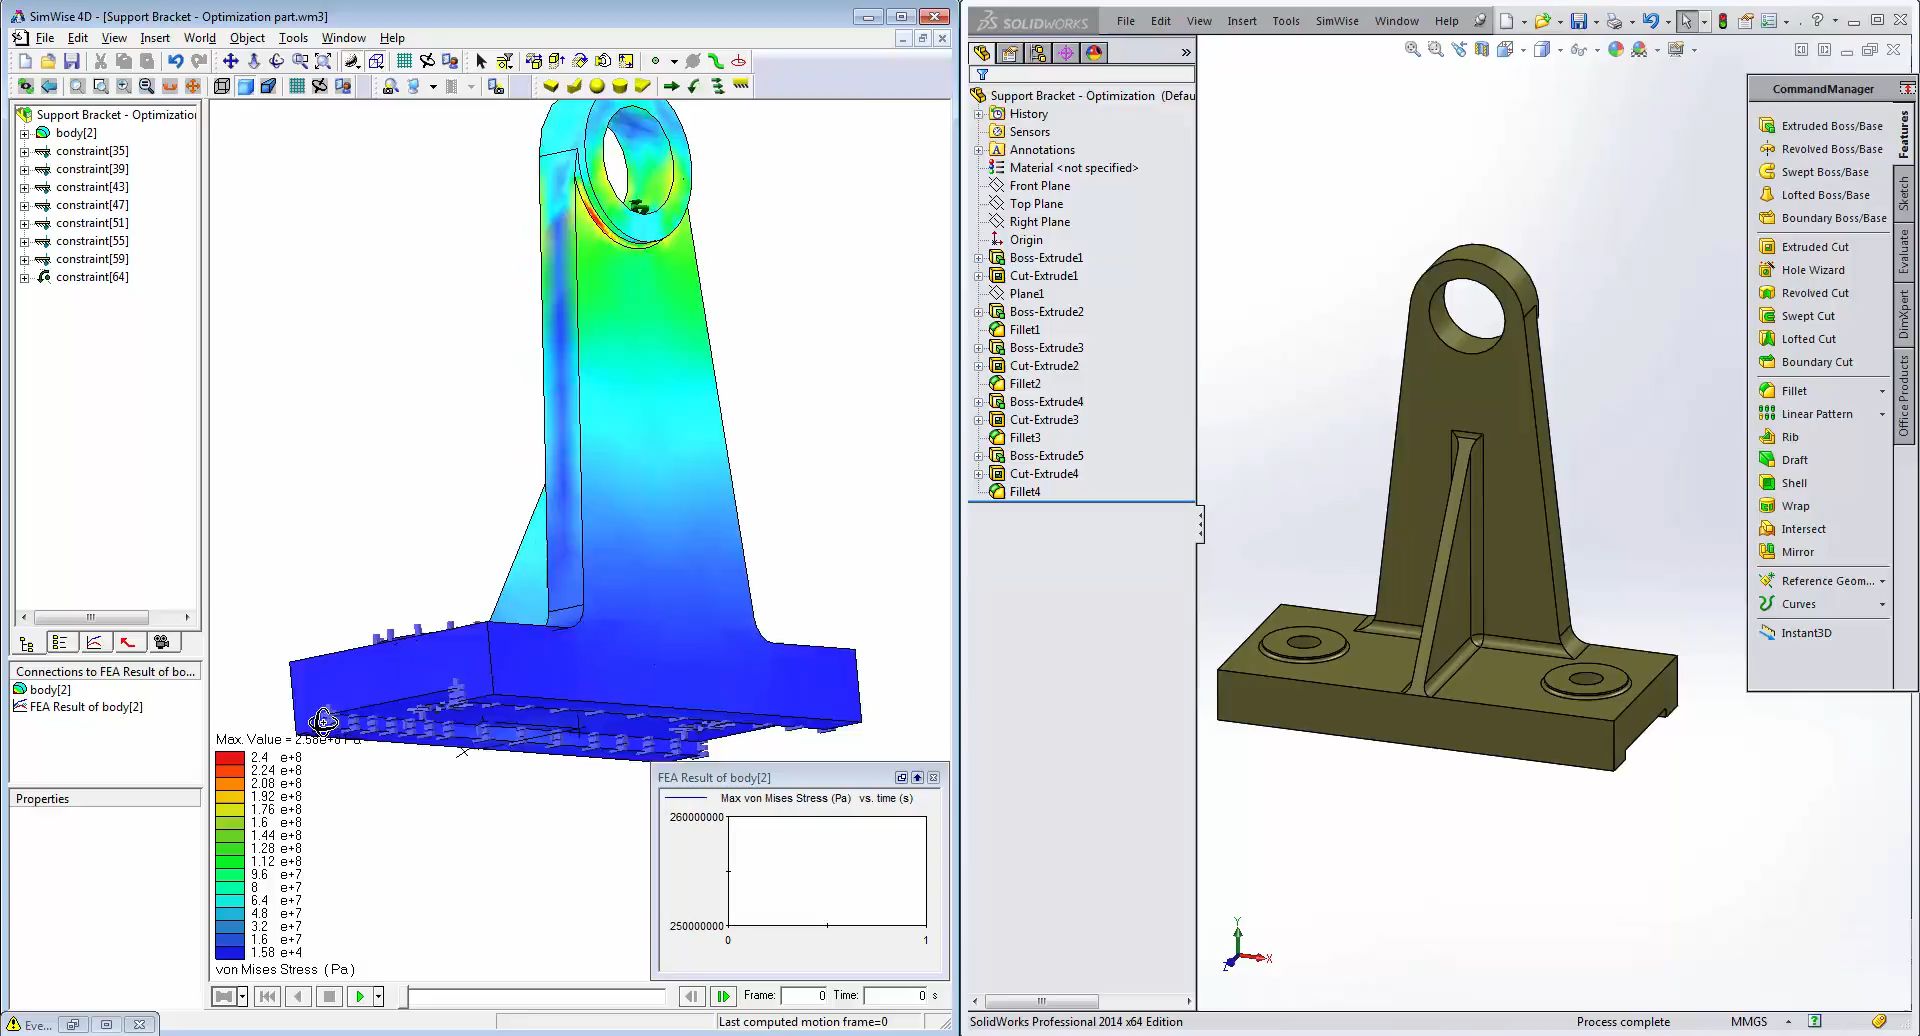 SimWise 4D - [Support Bracket - Optimization part.wm3]
File Edit View Insert World Object Tools Window Help
Support Bracket - Optimizatio
body[2]
constraint[35]
constraint[39]
constraint[43]
constraint[47]
constraint[51]
constraint[55]
constraint[59]
constraint[64]
Connections to FEA Result of bo...
body[2]
FEA Result of body[2]
Properties
Eve...
2.4 e+8
2.24 e+8
2.08 e+8
1.92 e+8
1.76 e+8
1.6 e+8
1.44 e+8
1.28 e+8
1.12 e+8
9.6 e+7
8 e+7
6.4 e+7
4.8 e+7
3.2 e+7
1.6 e+7
1.58 e+4
von Mises Stress (Pa)
FEA Result of body[2]
Max von Mises Stress (Pa) vs. time (s)
260000000
250000000
0 1
Frame: 0 Time: 0 s
Last computed motion frame=0
SOLIDWORKS
File Edit View Insert Tools SimWise Window Help
Support Bracket - Optimization (Defau
History
Sensors
Annotations
Material <not specified>
Front Plane
Top Plane
Right Plane
Origin
Boss-Extrude1
Cut-Extrude1
Plane1
Boss-Extrude2
Fillet1
Boss-Extrude3
Cut-Extrude2
Fillet2
Boss-Extrude4
Cut-Extrude3
Fillet3
Boss-Extrude5
Cut-Extrude4
Fillet4
Y
X
Z
CommandManager
Extruded Boss/Base
Revolved Boss/Base
Swept Boss/Base
Lofted Boss/Base
Boundary Boss/Base
Extruded Cut
Hole Wizard
Revolved Cut
Swept Cut
Lofted Cut
Boundary Cut
Fillet
Linear Pattern
Rib
Draft
Shell
Wrap
Intersect
Mirror
Reference Geom...
Curves
Instant3D
Features
Sketch
Evaluate
DimXpert
Office Products
SolidWorks Professional 2014 x64 Edition
Process complete
MMGS